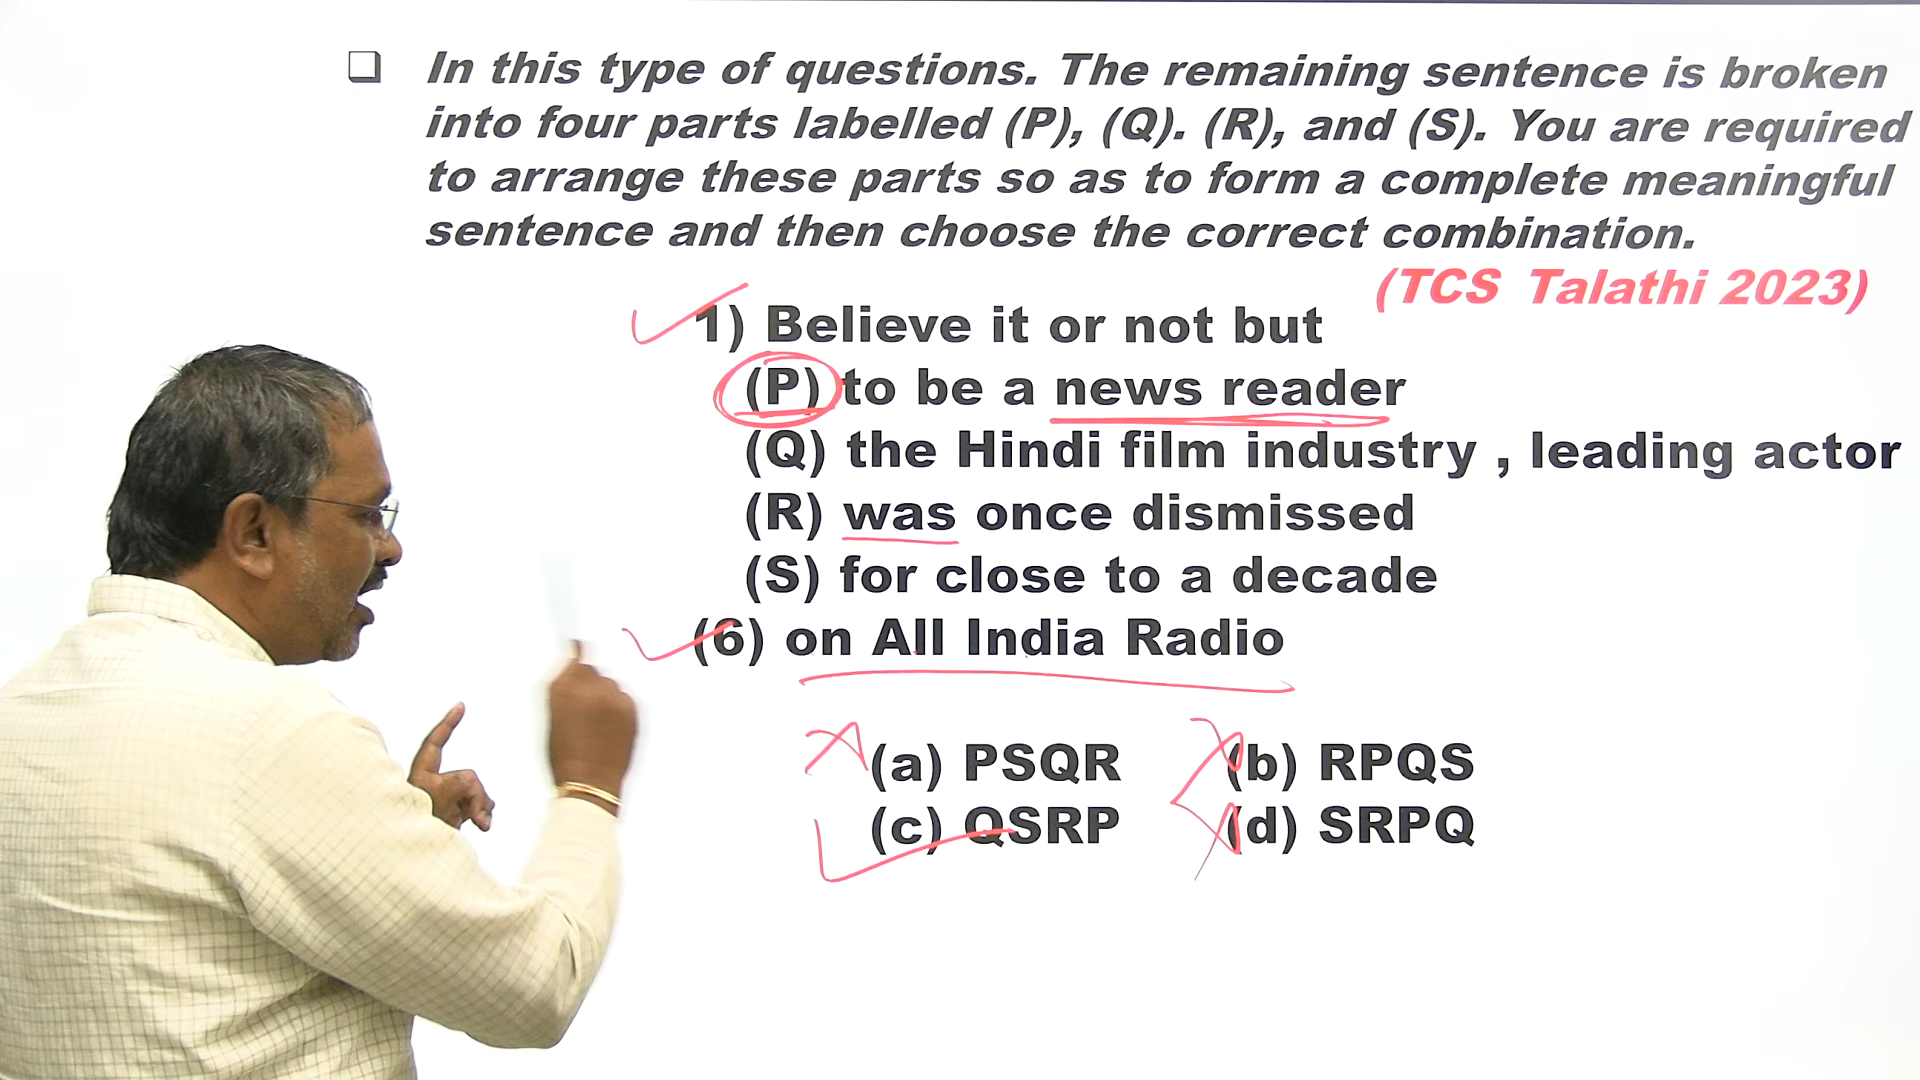 ❑ In this type of questions. The remaining sentence is broken
into four parts labelled (P), (Q). (R), and (S). You are required
to arrange these parts so as to form a complete meaningful
sentence and then choose the correct combination.
(TCS Talathi 2023)
1) Believe it or not but
(P) to be a news reader
(Q) the Hindi film industry , leading actor
(R) was once dismissed
(S) for close to a decade
(6) on All India Radio
(a) PSQR (b) RPQS
(c) QSRP (d) SRPQ